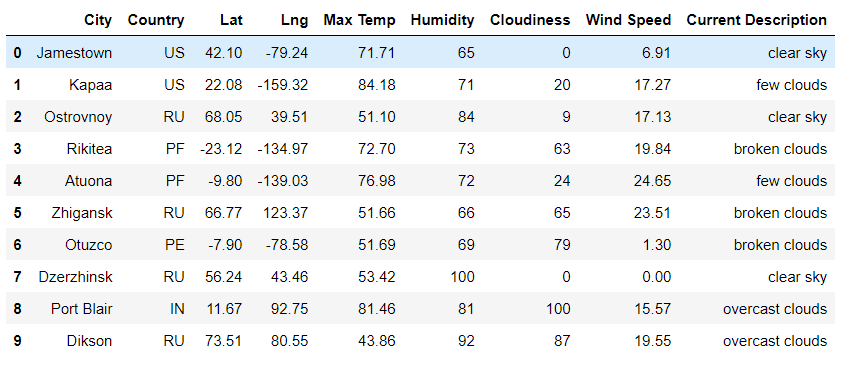 City Country Lat Lng Max Temp Humidity Cloudiness Wind Speed Current Description
0 Jamestown US 42.10 -79.24 71.71 65 0 6.91 clear sky
1 Kapaa US 22.08 -159.32 84.18 71 20 17.27 few clouds
2 Ostrovnoy RU 68.05 39.51 51.10 84 9 17.13 clear sky
3 Rikitea PF -23.12 -134.97 72.70 73 63 19.84 broken clouds
4 Atuona PF -9.80 -139.03 76.98 72 24 24.65 few clouds
5 Zhigansk RU 66.77 123.37 51.66 66 65 23.51 broken clouds
6 Otuzco PE -7.90 -78.58 51.69 69 79 1.30 broken clouds
7 Dzerzhinsk RU 56.24 43.46 53.42 100 0 0.00 clear sky
8 Port Blair IN 11.67 92.75 81.46 81 100 15.57 overcast clouds
9 Dikson RU 73.51 80.55 43.86 92 87 19.55 overcast clouds